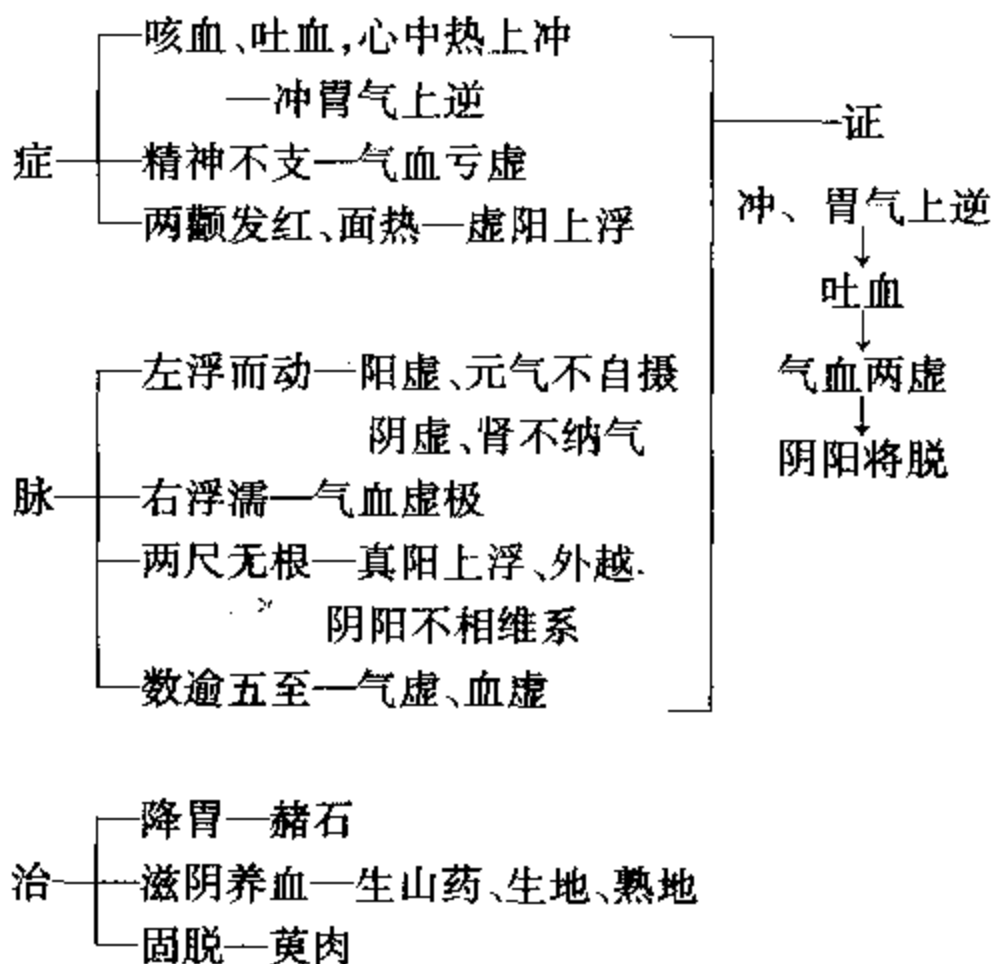 咳血、吐血,心中热上冲
—冲胃气上逆
症
精神不支—气血亏虚
两颧发红、面热—虚阳上浮
证
冲、胃气上逆
↓
吐血
↓
气血两虚
↓
阴阳将脱
左浮而动—阳虚、元气不自摄
阴虚、肾不纳气
脉
右浮濡—气血虚极
两尺无根—真阳上浮、外越
阴阳不相维系
数逾五至—气虚、血虚
降胃—赭石
治
滋阴养血—生山药、生地、熟地
固脱—萸肉